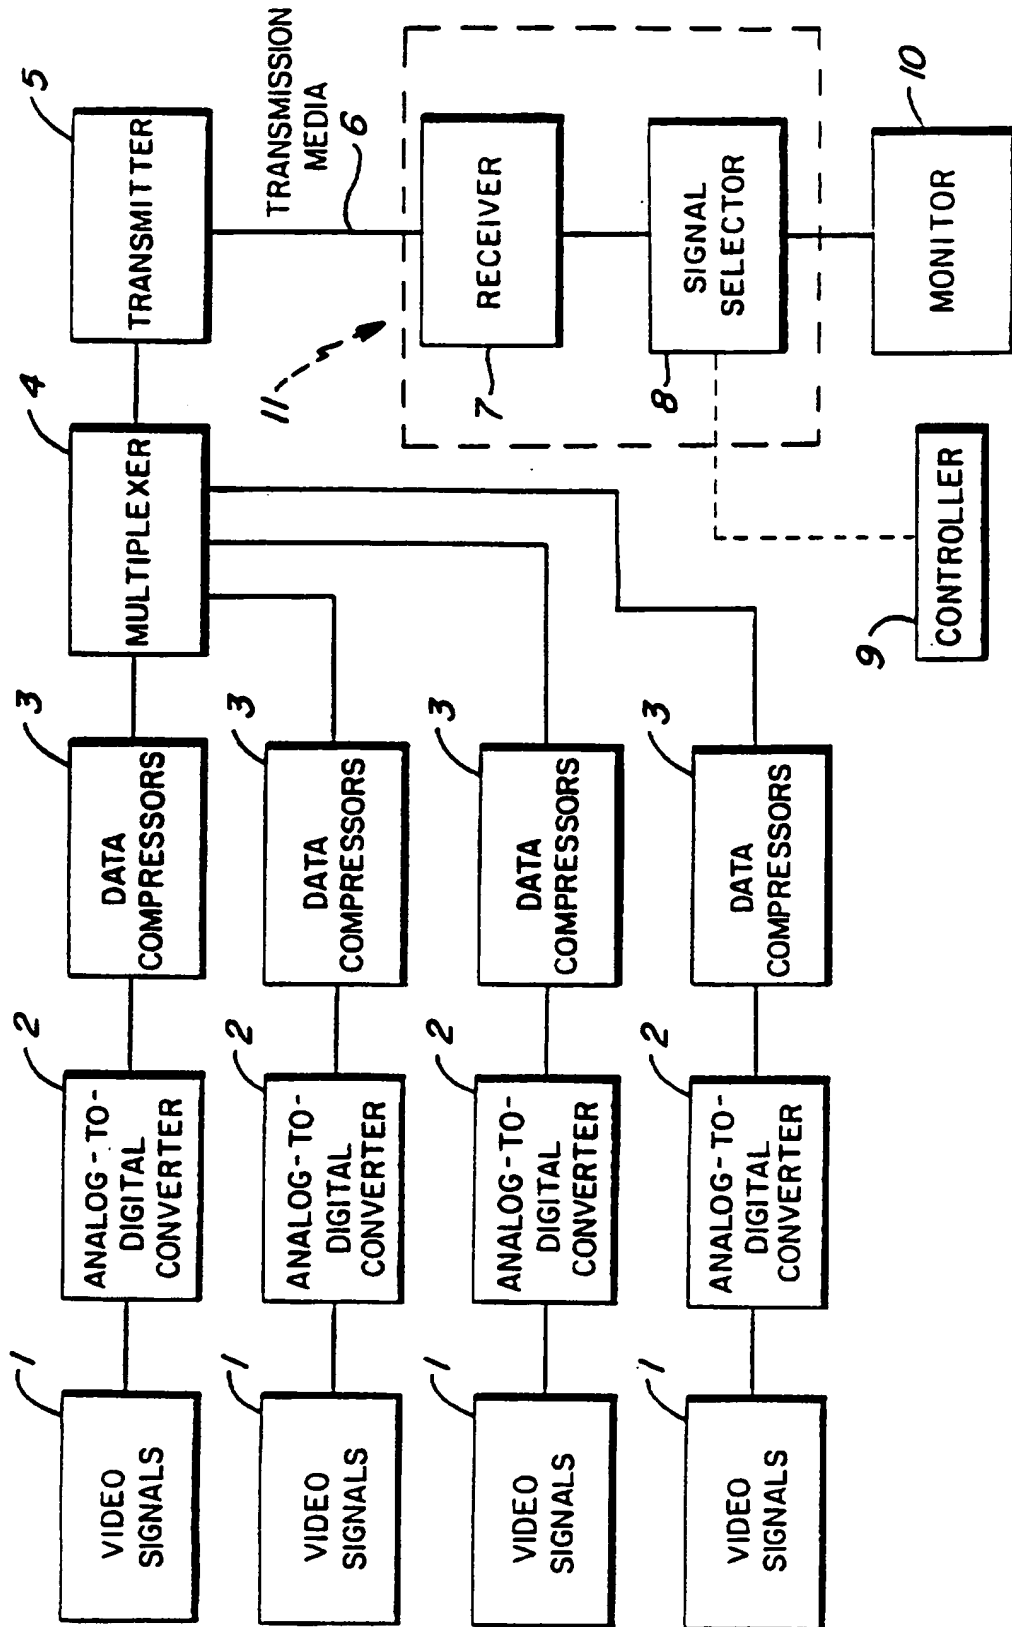 1
VIDEO
SIGNALS
2
ANALOG-TO-
DIGITAL
CONVERTER
3
DATA
COMPRESSORS
4
MULTIPLEXER
5
TRANSMITTER
1
VIDEO
SIGNALS
2
ANALOG-TO-
DIGITAL
CONVERTER
3
DATA
COMPRESSORS
1
VIDEO
SIGNALS
2
ANALOG-TO-
DIGITAL
CONVERTER
3
DATA
COMPRESSORS
1
VIDEO
SIGNALS
2
ANALOG-TO-
DIGITAL
CONVERTER
3
DATA
COMPRESSORS
TRANSMISSION
MEDIA
6
11
7
RECEIVER
8
SIGNAL
SELECTOR
9
CONTROLLER
10
MONITOR